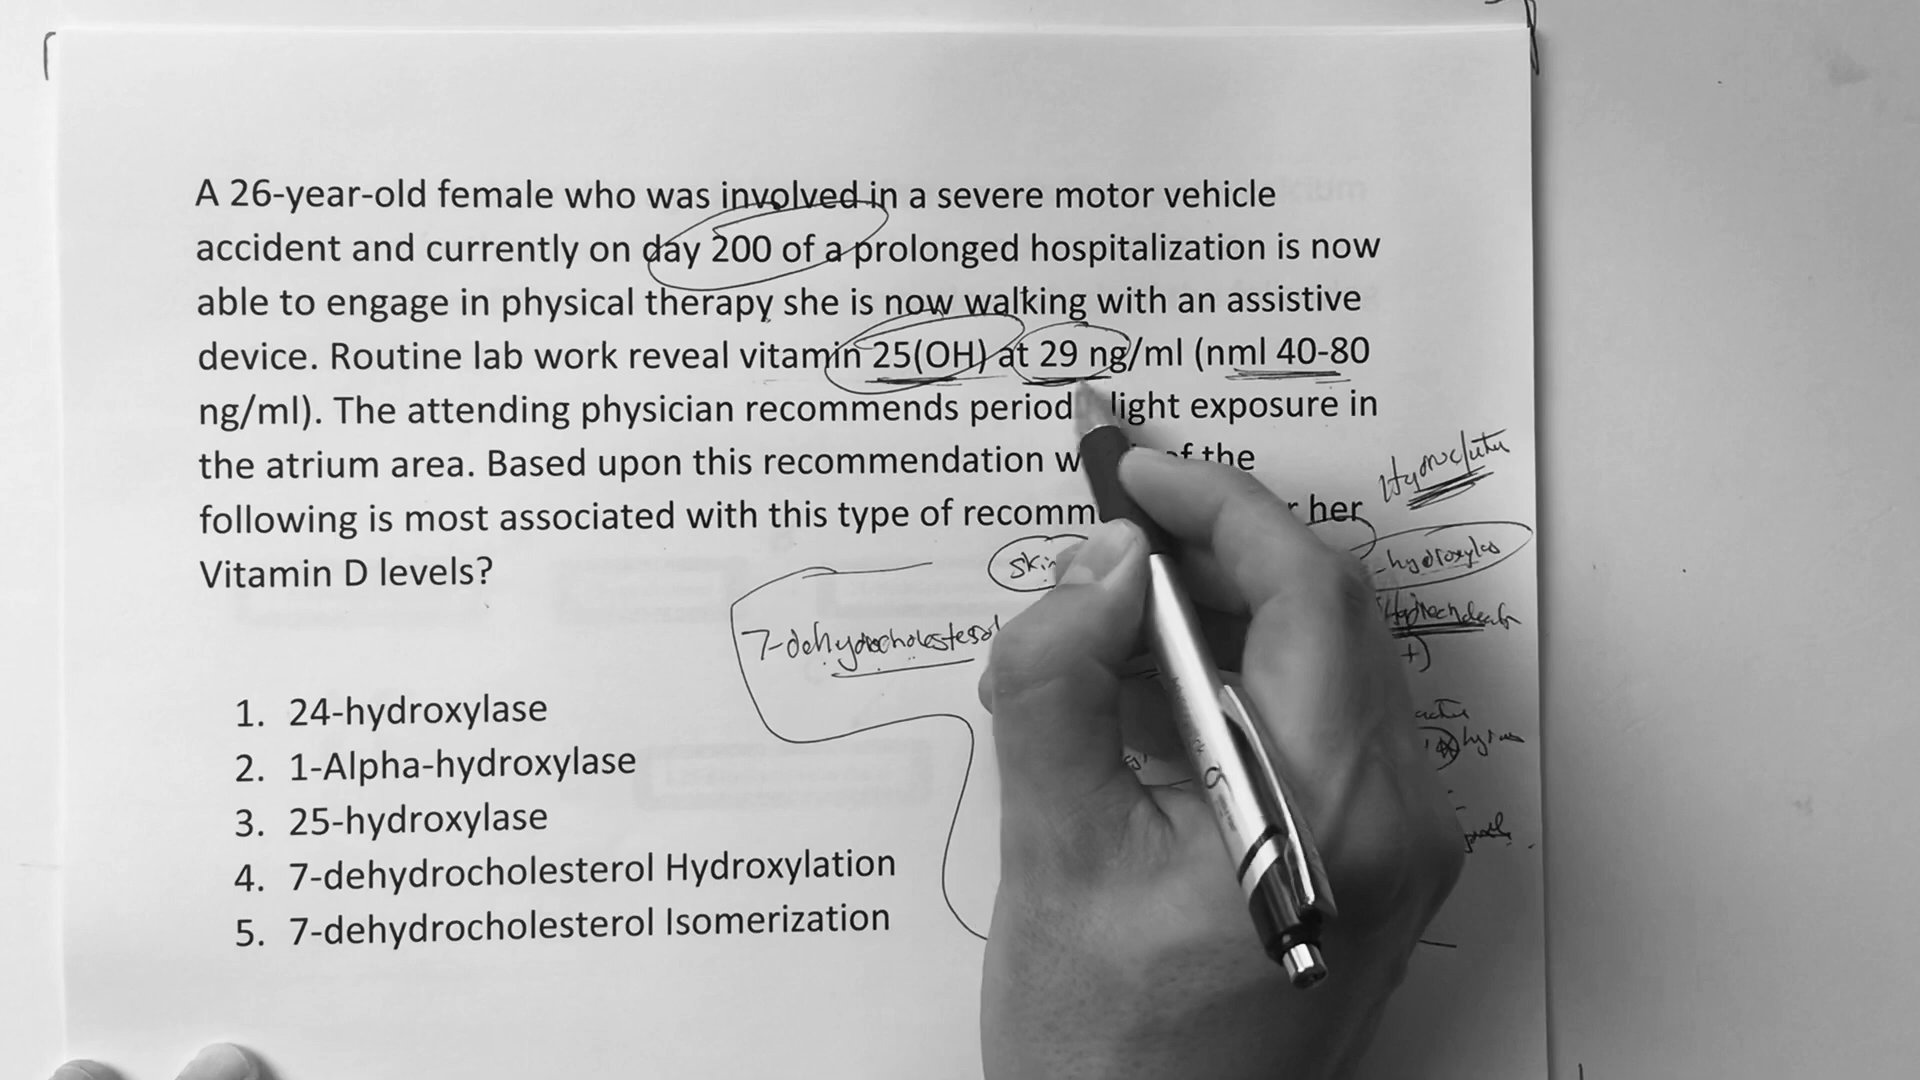 A 26-year-old female who was involved in a severe motor vehicle
accident and currently on day 200 of a prolonged hospitalization is now
able to engage in physical therapy she is now walking with an assistive
device. Routine lab work reveal vitamin 25(OH) at 29 ng/ml (nml 40-80
ng/ml). The attending physician recommends period light exposure in
the atrium area. Based upon this recommendation w of the
following is most associated with this type of recomm her
Vitamin D levels?
skin
7-dehydrocholesterol
1. 24-hydroxylase
2. 1-Alpha-hydroxylase
3. 25-hydroxylase
4. 7-dehydrocholesterol Hydroxylation
5. 7-dehydrocholesterol Isomerization